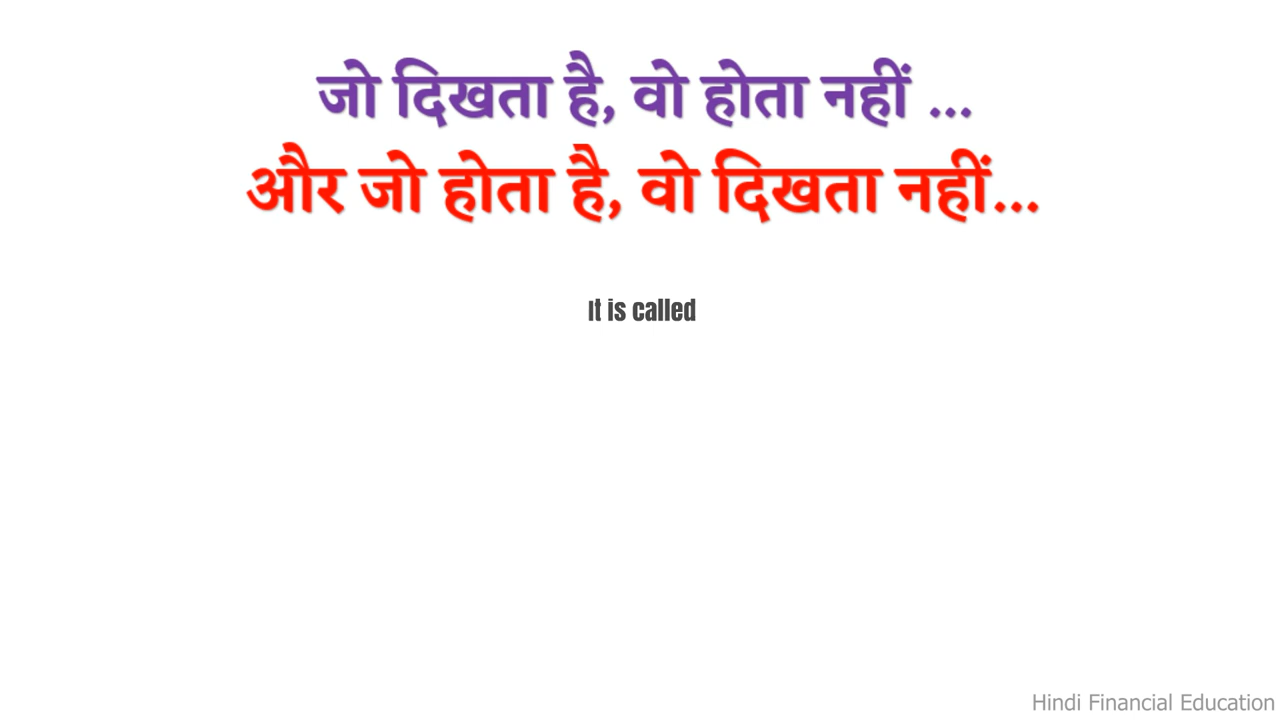 जो दिखता है, वो होता नहीं ...
और जो होता है, वो दिखता नहीं...
It is called
Hindi Financial Education